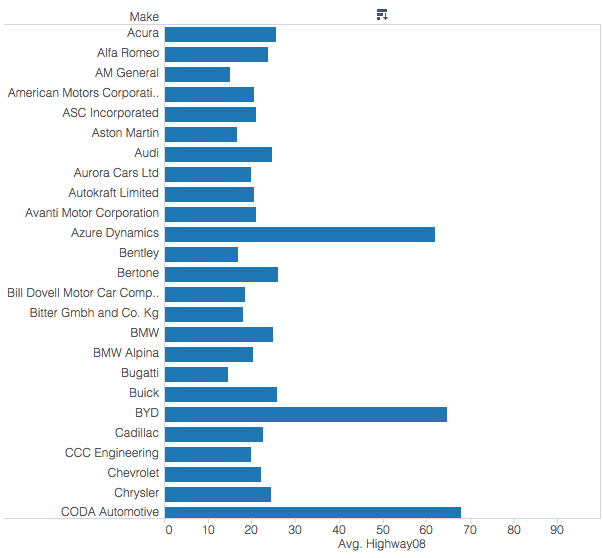 Make
Acura
Alfa Romeo
AM General
American Motors Corporati..
ASC Incorporated
Aston Martin
Audi
Aurora Cars Ltd
Autokraft Limited
Avanti Motor Corporation
Azure Dynamics
Bentley
Bertone
Bill Dovell Motor Car Comp..
Bitter Gmbh and Co. Kg
BMW
BMW Alpina
Bugatti
Buick
BYD
Cadillac
CCC Engineering
Chevrolet
Chrysler
CODA Automotive
0 10 20 30 40 50 60 70 80 90
Avg. Highway08